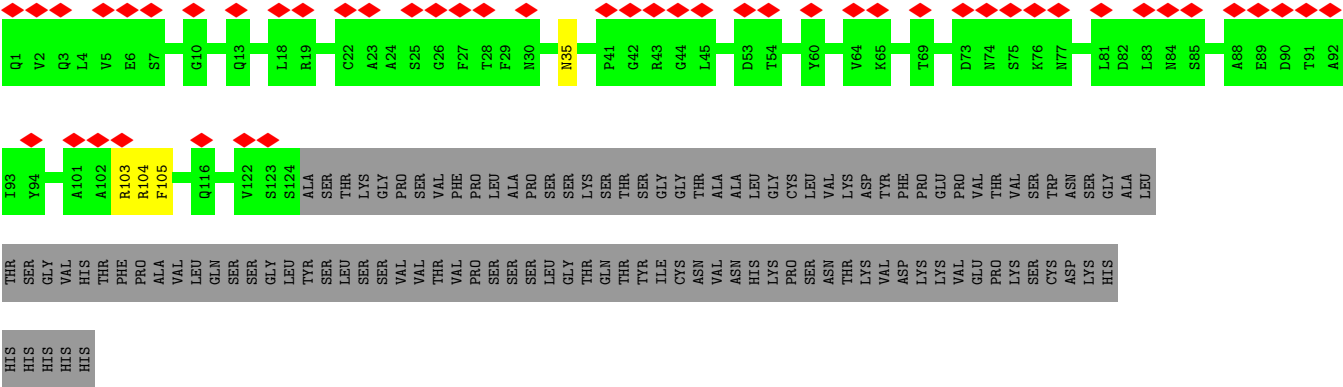 Q1 V2 Q3 L4 V5 E6 S7 G10 Q13 L18 R19 C22 A23 A24 S25 G26 F27 T28 F29 N30 N35 P41 G42 R43 G44 L45 D53 T54 Y60 V64 K65 T69 D73 N74 S75 K76 N77 L81 D82 L83 N84 S85 A88 E89 D90 T91 A92
I93 Y94 A101 A102 R103 R104 F105 Q116 V122 S123 S124 ALA SER THR LYS GLY PRO SER VAL PHE PRO LEU ALA PRO SER SER LYS SER THR SER GLY GLY THR ALA ALA LEU GLY CYS LEU VAL LYS ASP TYR PHE PRO GLU PRO VAL THR VAL SER TRP ASN SER GLY ALA LEU
THR SER GLY VAL HIS THR PHE PRO ALA VAL LEU GLN SER SER GLY LEU TYR SER LEU SER SER VAL VAL THR VAL PRO SER SER SER LEU GLY THR GLN THR TYR ILE CYS ASN VAL ASN HIS LYS PRO SER ASN THR LYS VAL ASP LYS LYS VAL GLU PRO LYS SER CYS ASP LYS HIS
HIS HIS HIS HIS HIS